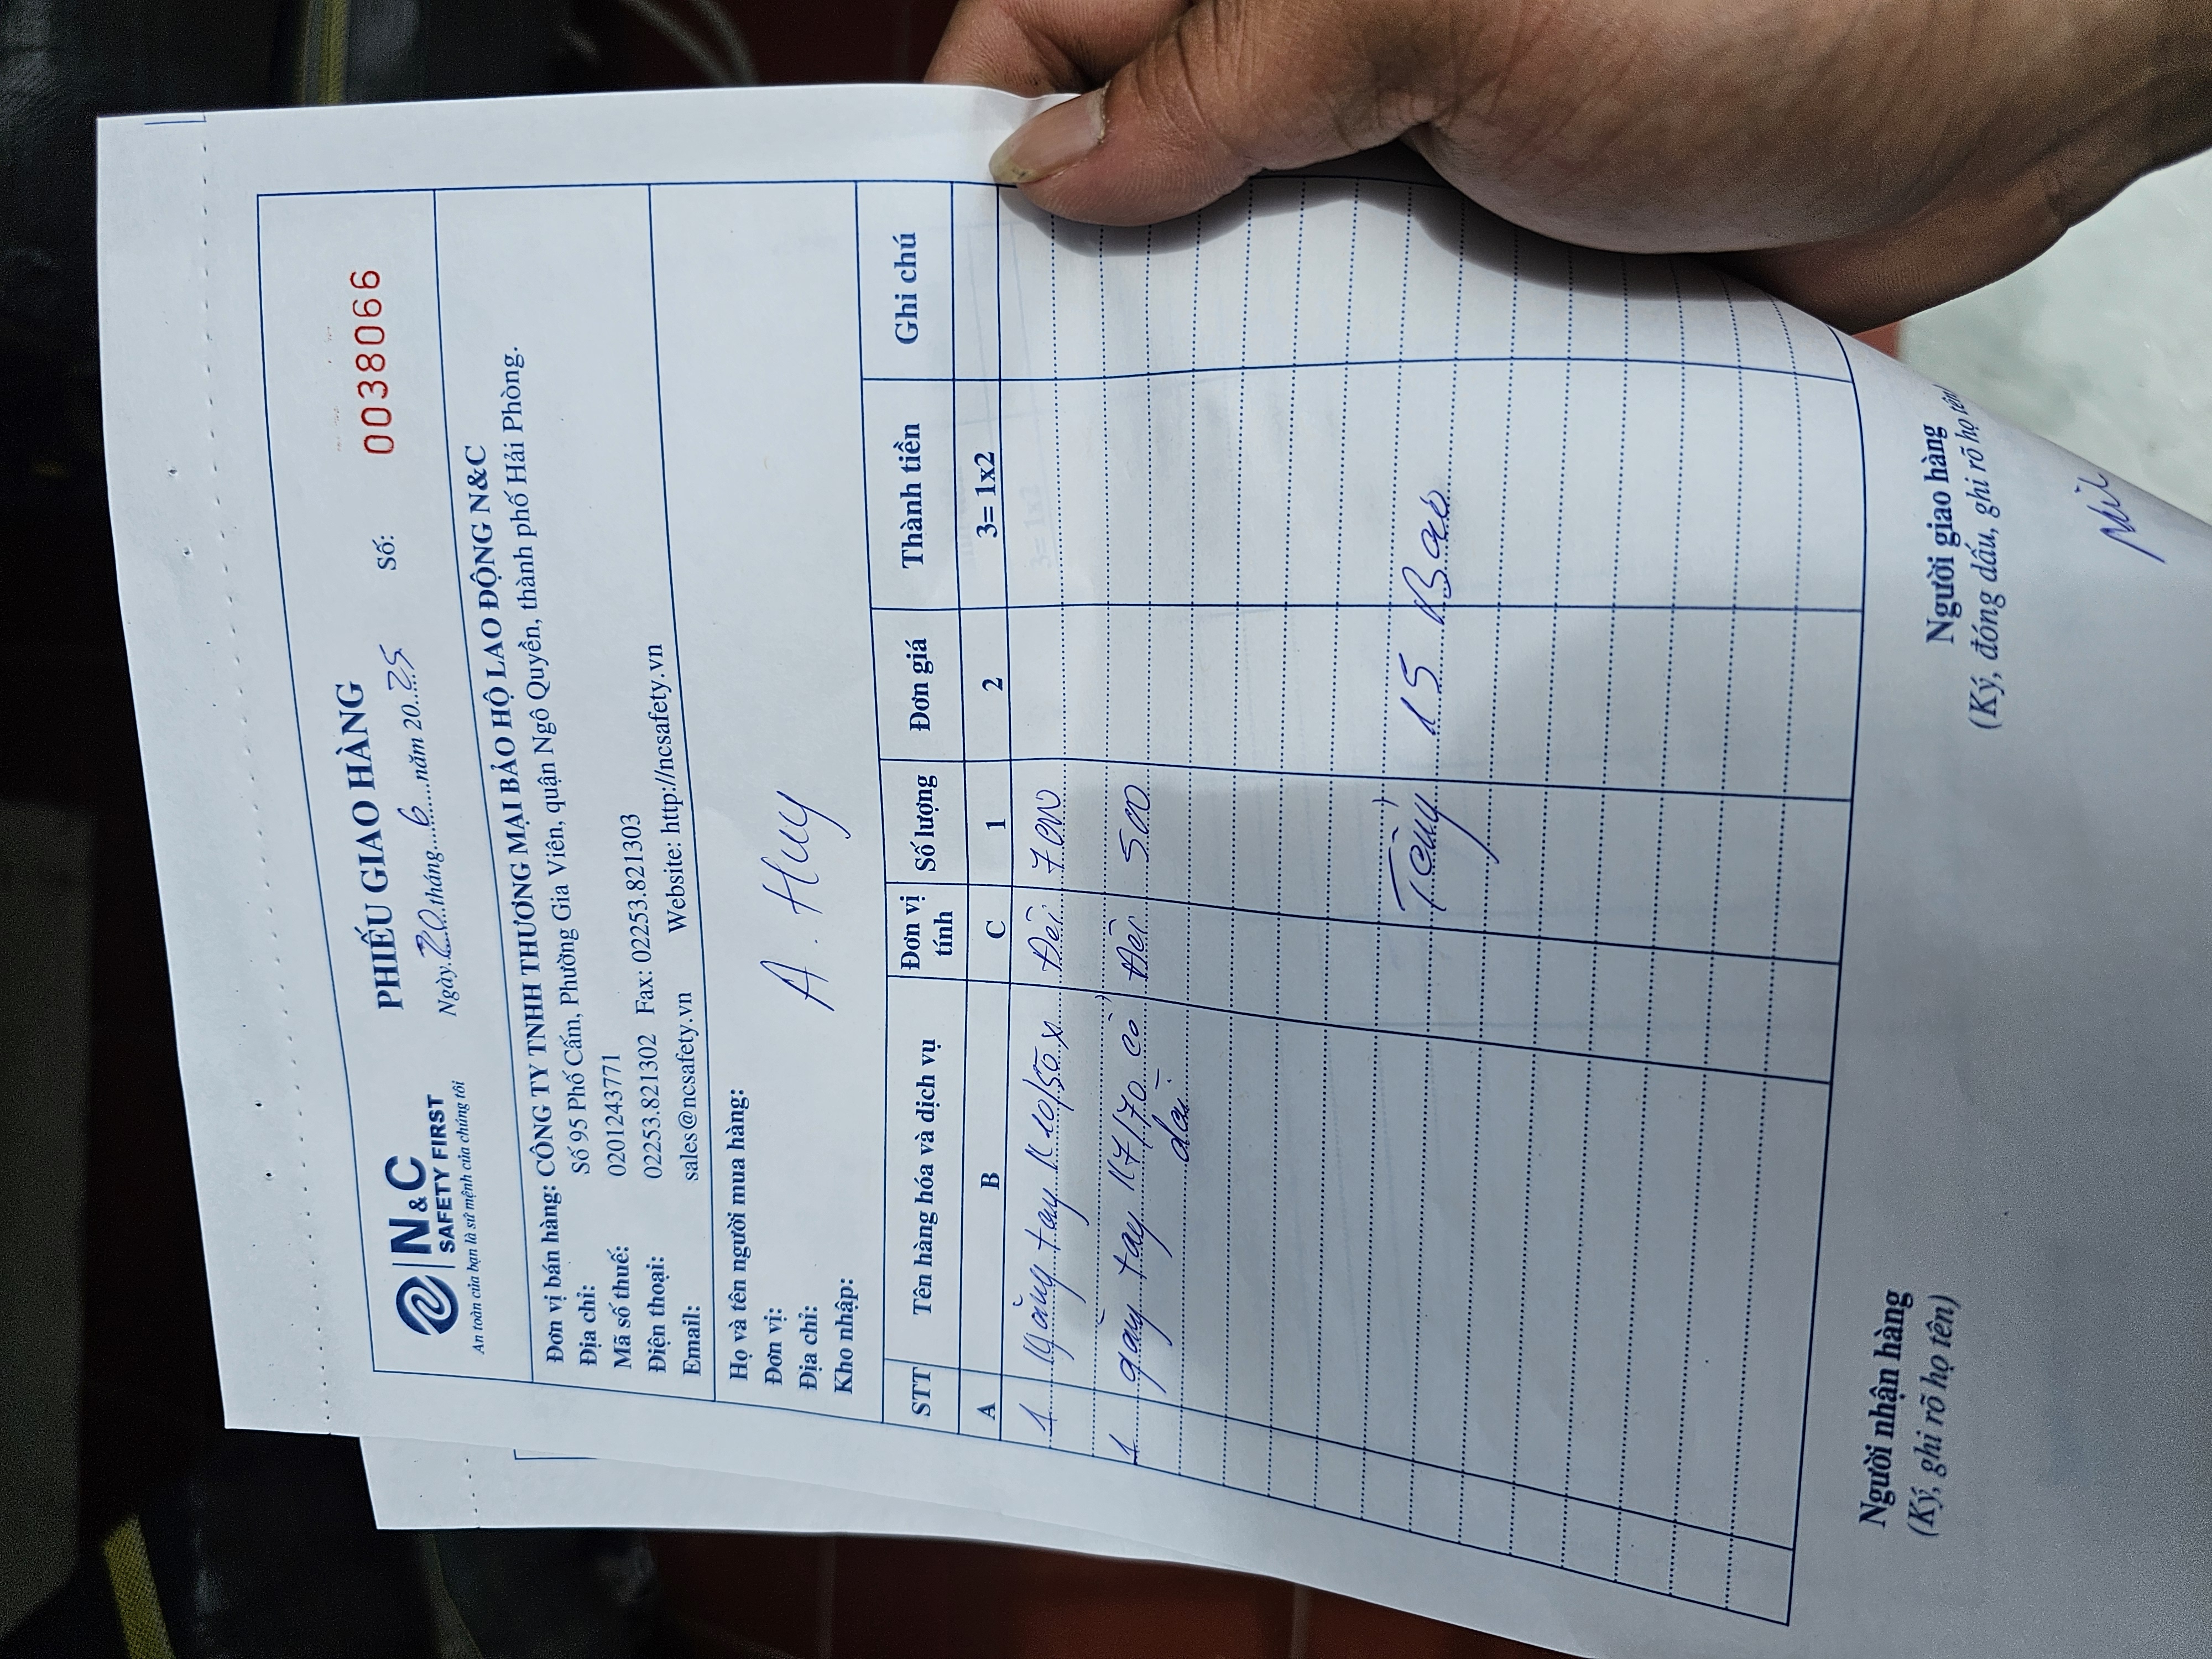 N&C
SAFETY FIRST
An toàn của bạn là sứ mệnh của chúng tôi
PHIẾU GIAO HÀNG
Ngày 20 tháng 6 năm 2025
Số: 0038066
Đơn vị bán hàng: CÔNG TY TNHH THƯƠNG MẠI BẢO HỘ LAO ĐỘNG N&C
Địa chỉ: Số 95 Phố Cấm, Phường Gia Viên, quận Ngô Quyền, thành phố Hải Phòng.
Mã số thuế: 0201243771
Điện thoại: 02253.821302 Fax: 02253.821303
Email: sales@ncsafety.vn Website: http://ncsafety.vn
Họ và tên người mua hàng:
Đơn vị: A. Huy
Địa chỉ:
Kho nhập:
STT Tên hàng hóa và dịch vụ Đơn vị tính Số lượng Đơn giá Thành tiền Ghi chú
A B C 1 2 3= 1x2
1 găng tay K10/50 x Đôi 700
1 găng tay K7/70 Đôi 500
Tổng 15 Bao
Người nhận hàng
(Ký, ghi rõ họ tên)
Người giao hàng
(Ký, đóng dấu, ghi rõ họ tên